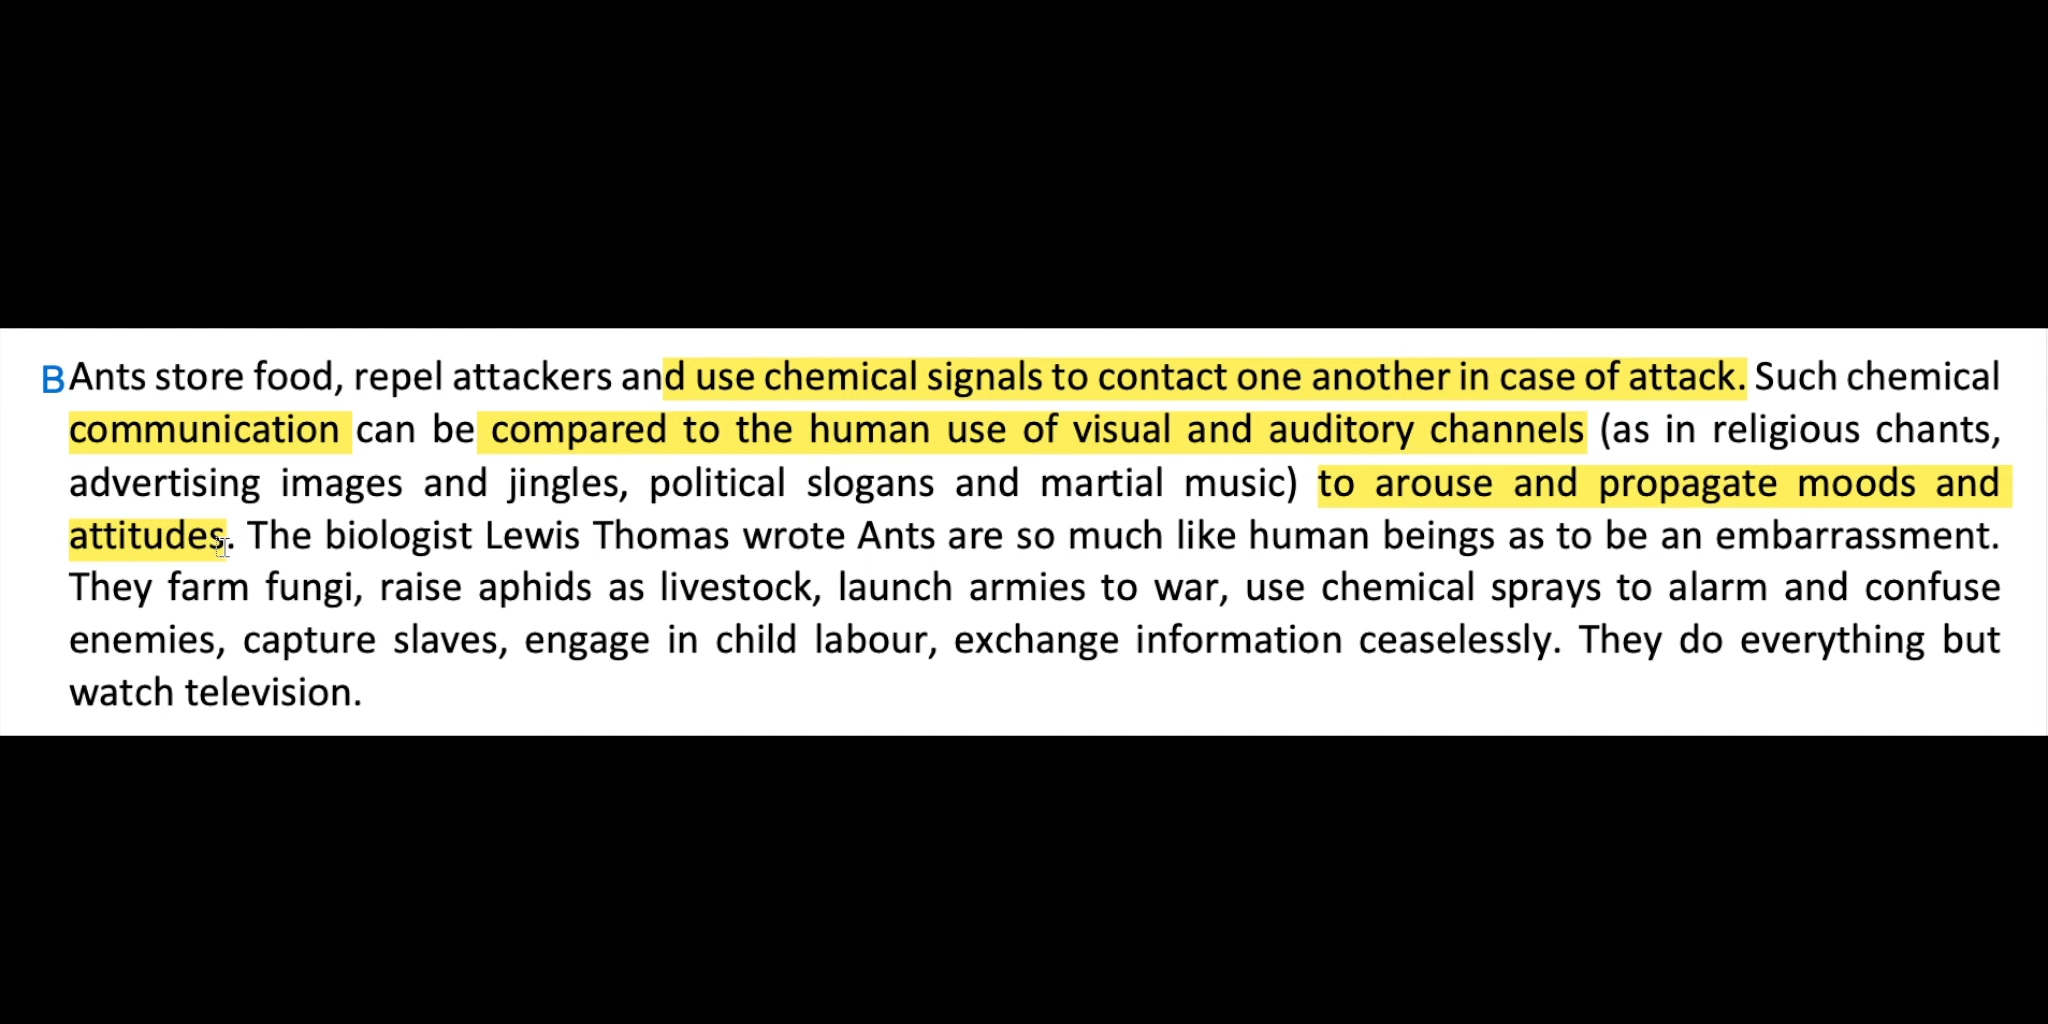 B Ants store food, repel attackers and use chemical signals to contact one another in case of attack. Such chemical
communication can be compared to the human use of visual and auditory channels (as in religious chants,
advertising images and jingles, political slogans and martial music) to arouse and propagate moods and
attitudes. The biologist Lewis Thomas wrote Ants are so much like human beings as to be an embarrassment.
They farm fungi, raise aphids as livestock, launch armies to war, use chemical sprays to alarm and confuse
enemies, capture slaves, engage in child labour, exchange information ceaselessly. They do everything but
watch television.